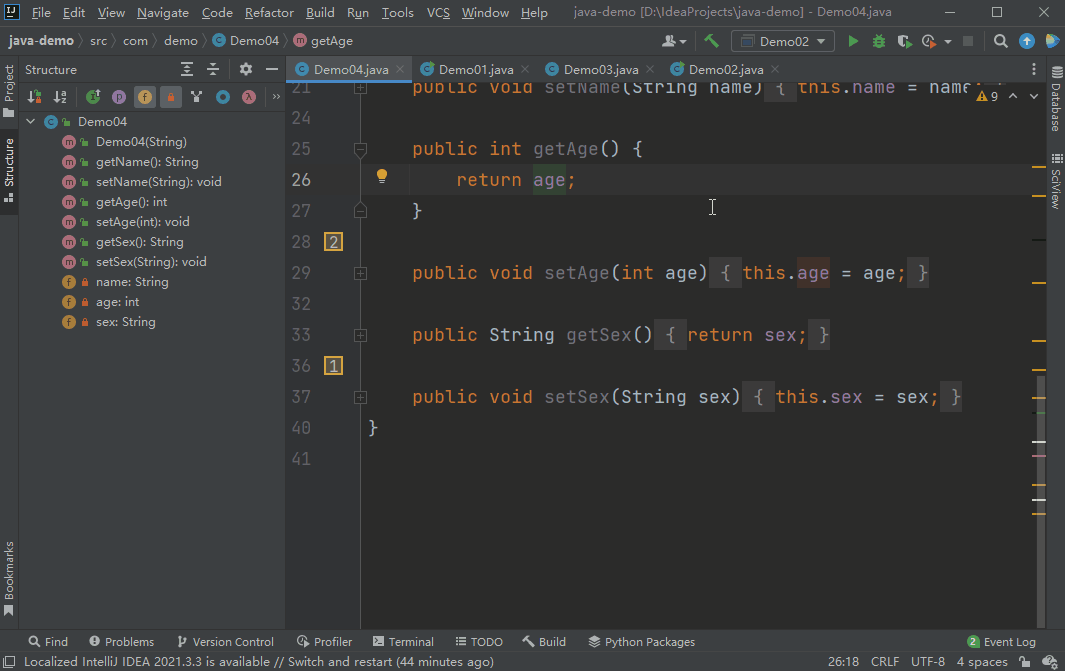 File Edit View Navigate Code Refactor Build Run Tools VCS Window Help java-demo [D:\IdeaProjects\java-demo] - Demo04.java
java-demo src com demo Demo04 getAge Demo02
Project
Structure
Bookmarks
Structure
Demo04
Demo04(String)
getName(): String
setName(String): void
getAge(): int
setAge(int): void
getSex(): String
setSex(String): void
name: String
age: int
sex: String
Demo04.java Demo01.java Demo03.java Demo02.java
21 public void setName(String name) { this.name = name
9
24
25 public int getAge() {
26 return age;
27 }
28 2
29 public void setAge(int age) { this.age = age; }
32
33 public String getSex() { return sex; }
36 1
37 public void setSex(String sex) { this.sex = sex; }
40 }
41
Database
SciView
Find Problems Version Control Profiler Terminal TODO Build Python Packages 2 Event Log
Localized IntelliJ IDEA 2021.3.3 is available // Switch and restart (44 minutes ago) 26:18 CRLF UTF-8 4 spaces